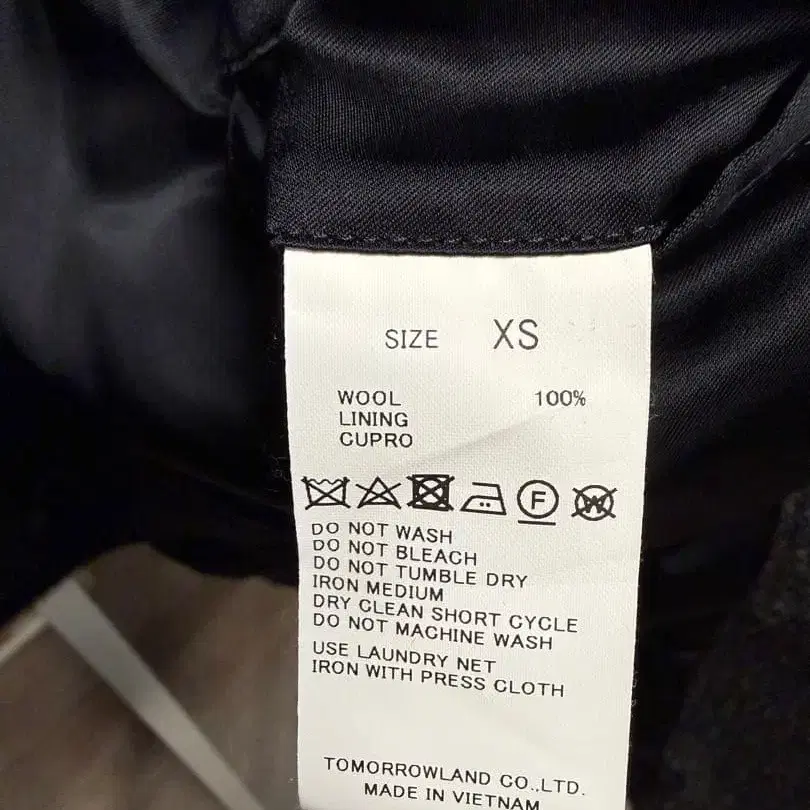 SIZE XS
WOOL 100%
LINING
CUPRO
F W
DO NOT WASH
DO NOT BLEACH
DO NOT TUMBLE DRY
IRON MEDIUM
DRY CLEAN SHORT CYCLE
DO NOT MACHINE WASH
USE LAUNDRY NET
IRON WITH PRESS CLOTH
TOMORROWLAND CO.,LTD.
MADE IN VIETNAM